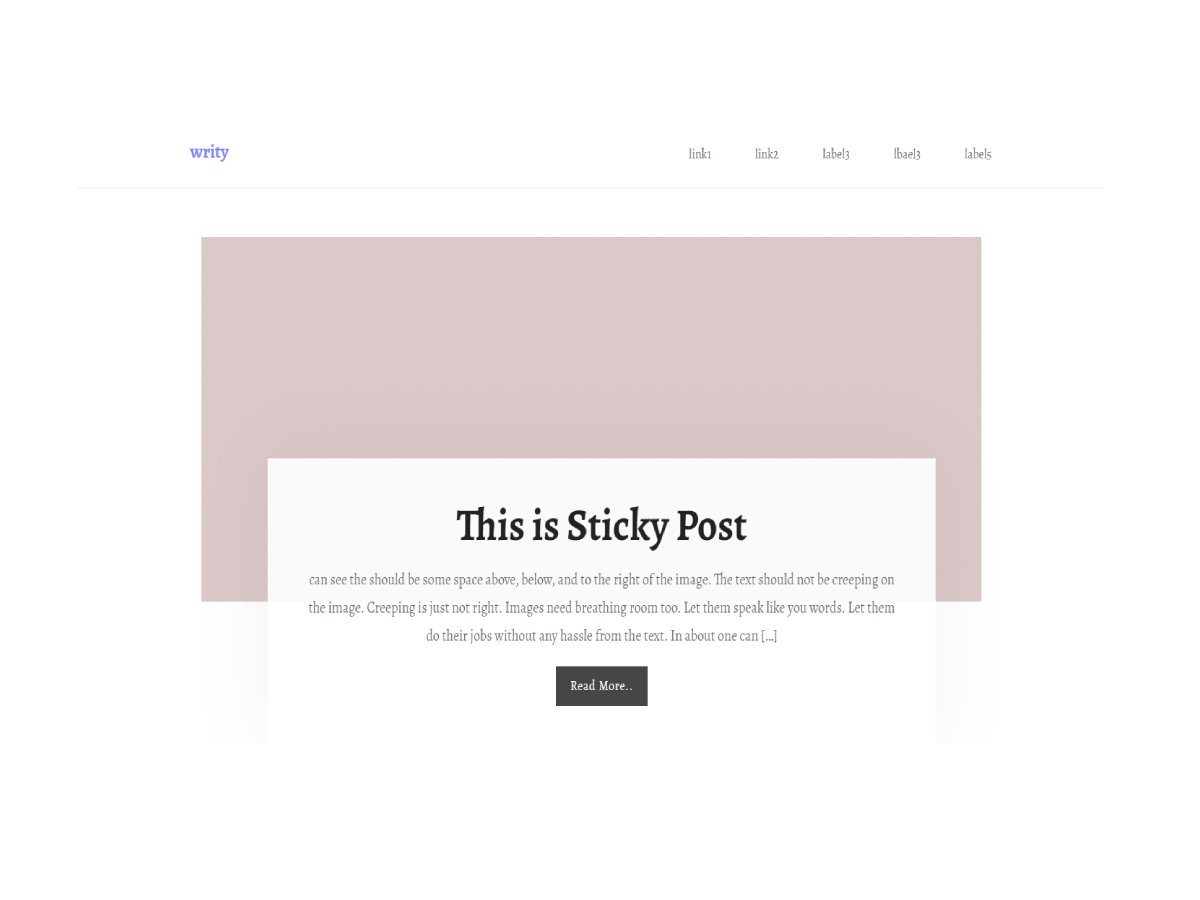 writy
link1 link2 label3 lbael3 label5
This is Sticky Post
can see the should be some space above, below, and to the right of the image. The text should not be creeping on
the image. Creeping is just not right. Images need breathing room too. Let them speak like you words. Let them
do their jobs without any hassle from the text. In about one can [...]
Read More..